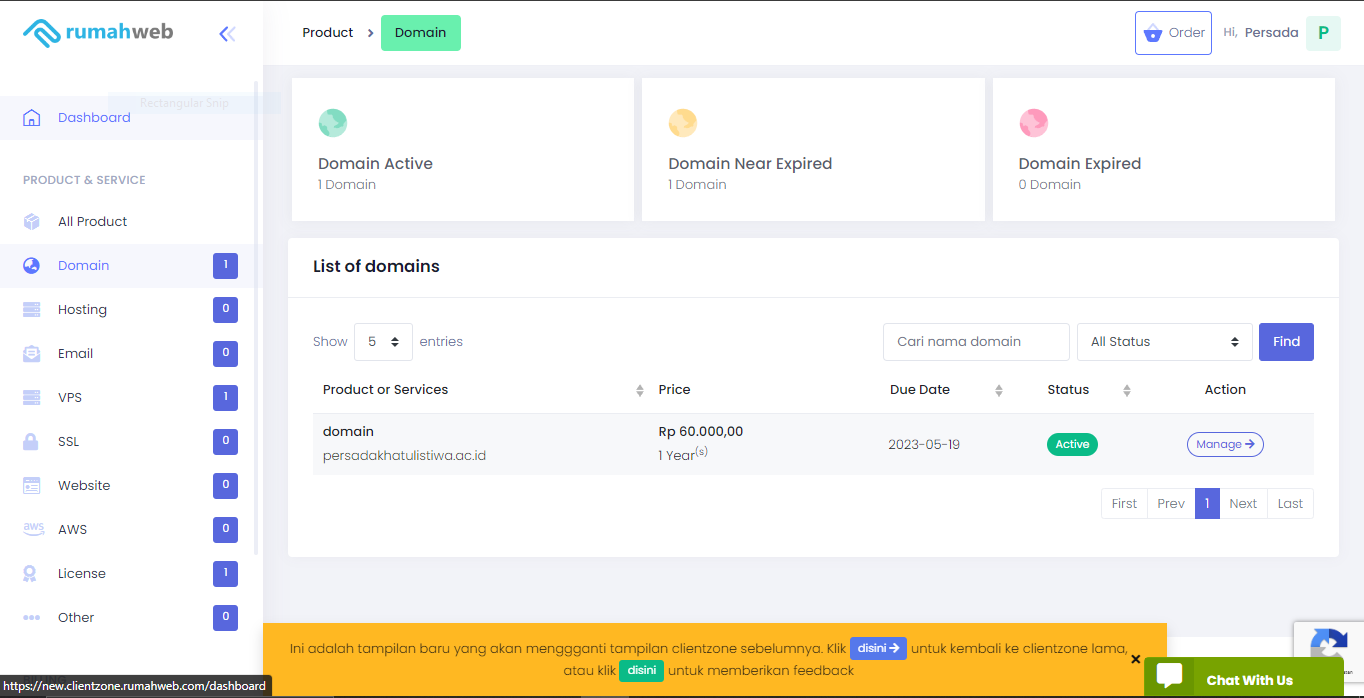 rumahweb
Product > Domain
Order
Hi, Persada P
Rectangular Snip
Dashboard
PRODUCT & SERVICE
All Product
Domain 1
Hosting 0
Email 0
VPS 1
SSL 0
Website 0
aws AWS 0
License 1
Other 0
Domain Active
1 Domain
Domain Near Expired
1 Domain
Domain Expired
0 Domain
List of domains
Show 5 entries
Cari nama domain
All Status
Find
Product or Services Price Due Date Status Action
domain Rp 60.000,00
persadakhatulistiwa.ac.id 1 Year(s) 2023-05-19 Active Manage →
First Prev 1 Next Last
Ini adalah tampilan baru yang akan menggganti tampilan clientzone sebelumnya. Klik disini → untuk kembali ke clientzone lama,
atau klik disini untuk memberikan feedback
×
Chat With Us
https://new.clientzone.rumahweb.com/dashboard